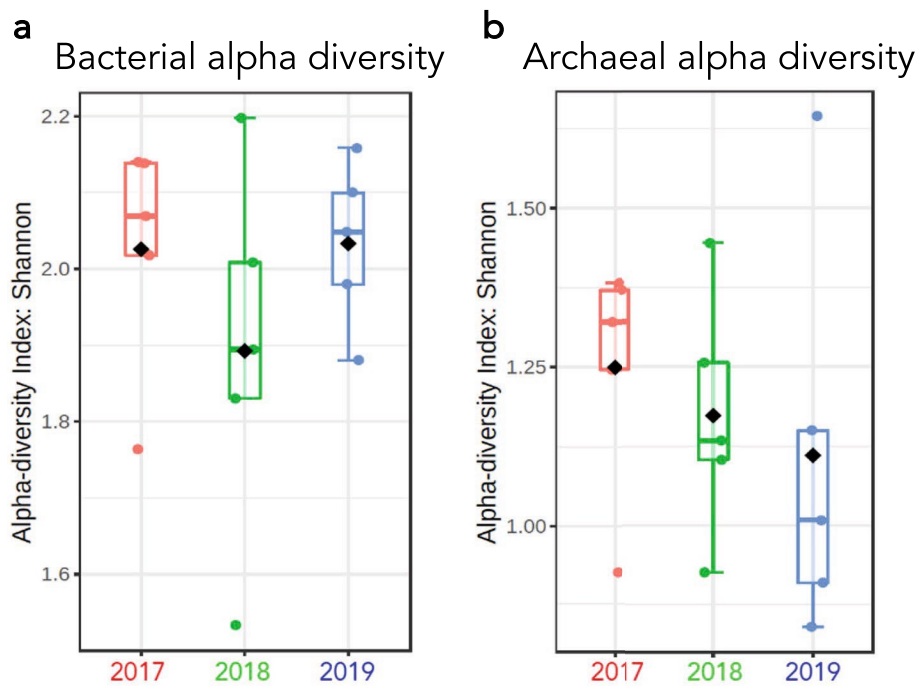 a
Bacterial alpha diversity
Alpha-diversity Index: Shannon
2.2
2.0
1.8
1.6
2017 2018 2019
b
Archaeal alpha diversity
Alpha-diversity Index: Shannon
1.50
1.25
1.00
2017 2018 2019